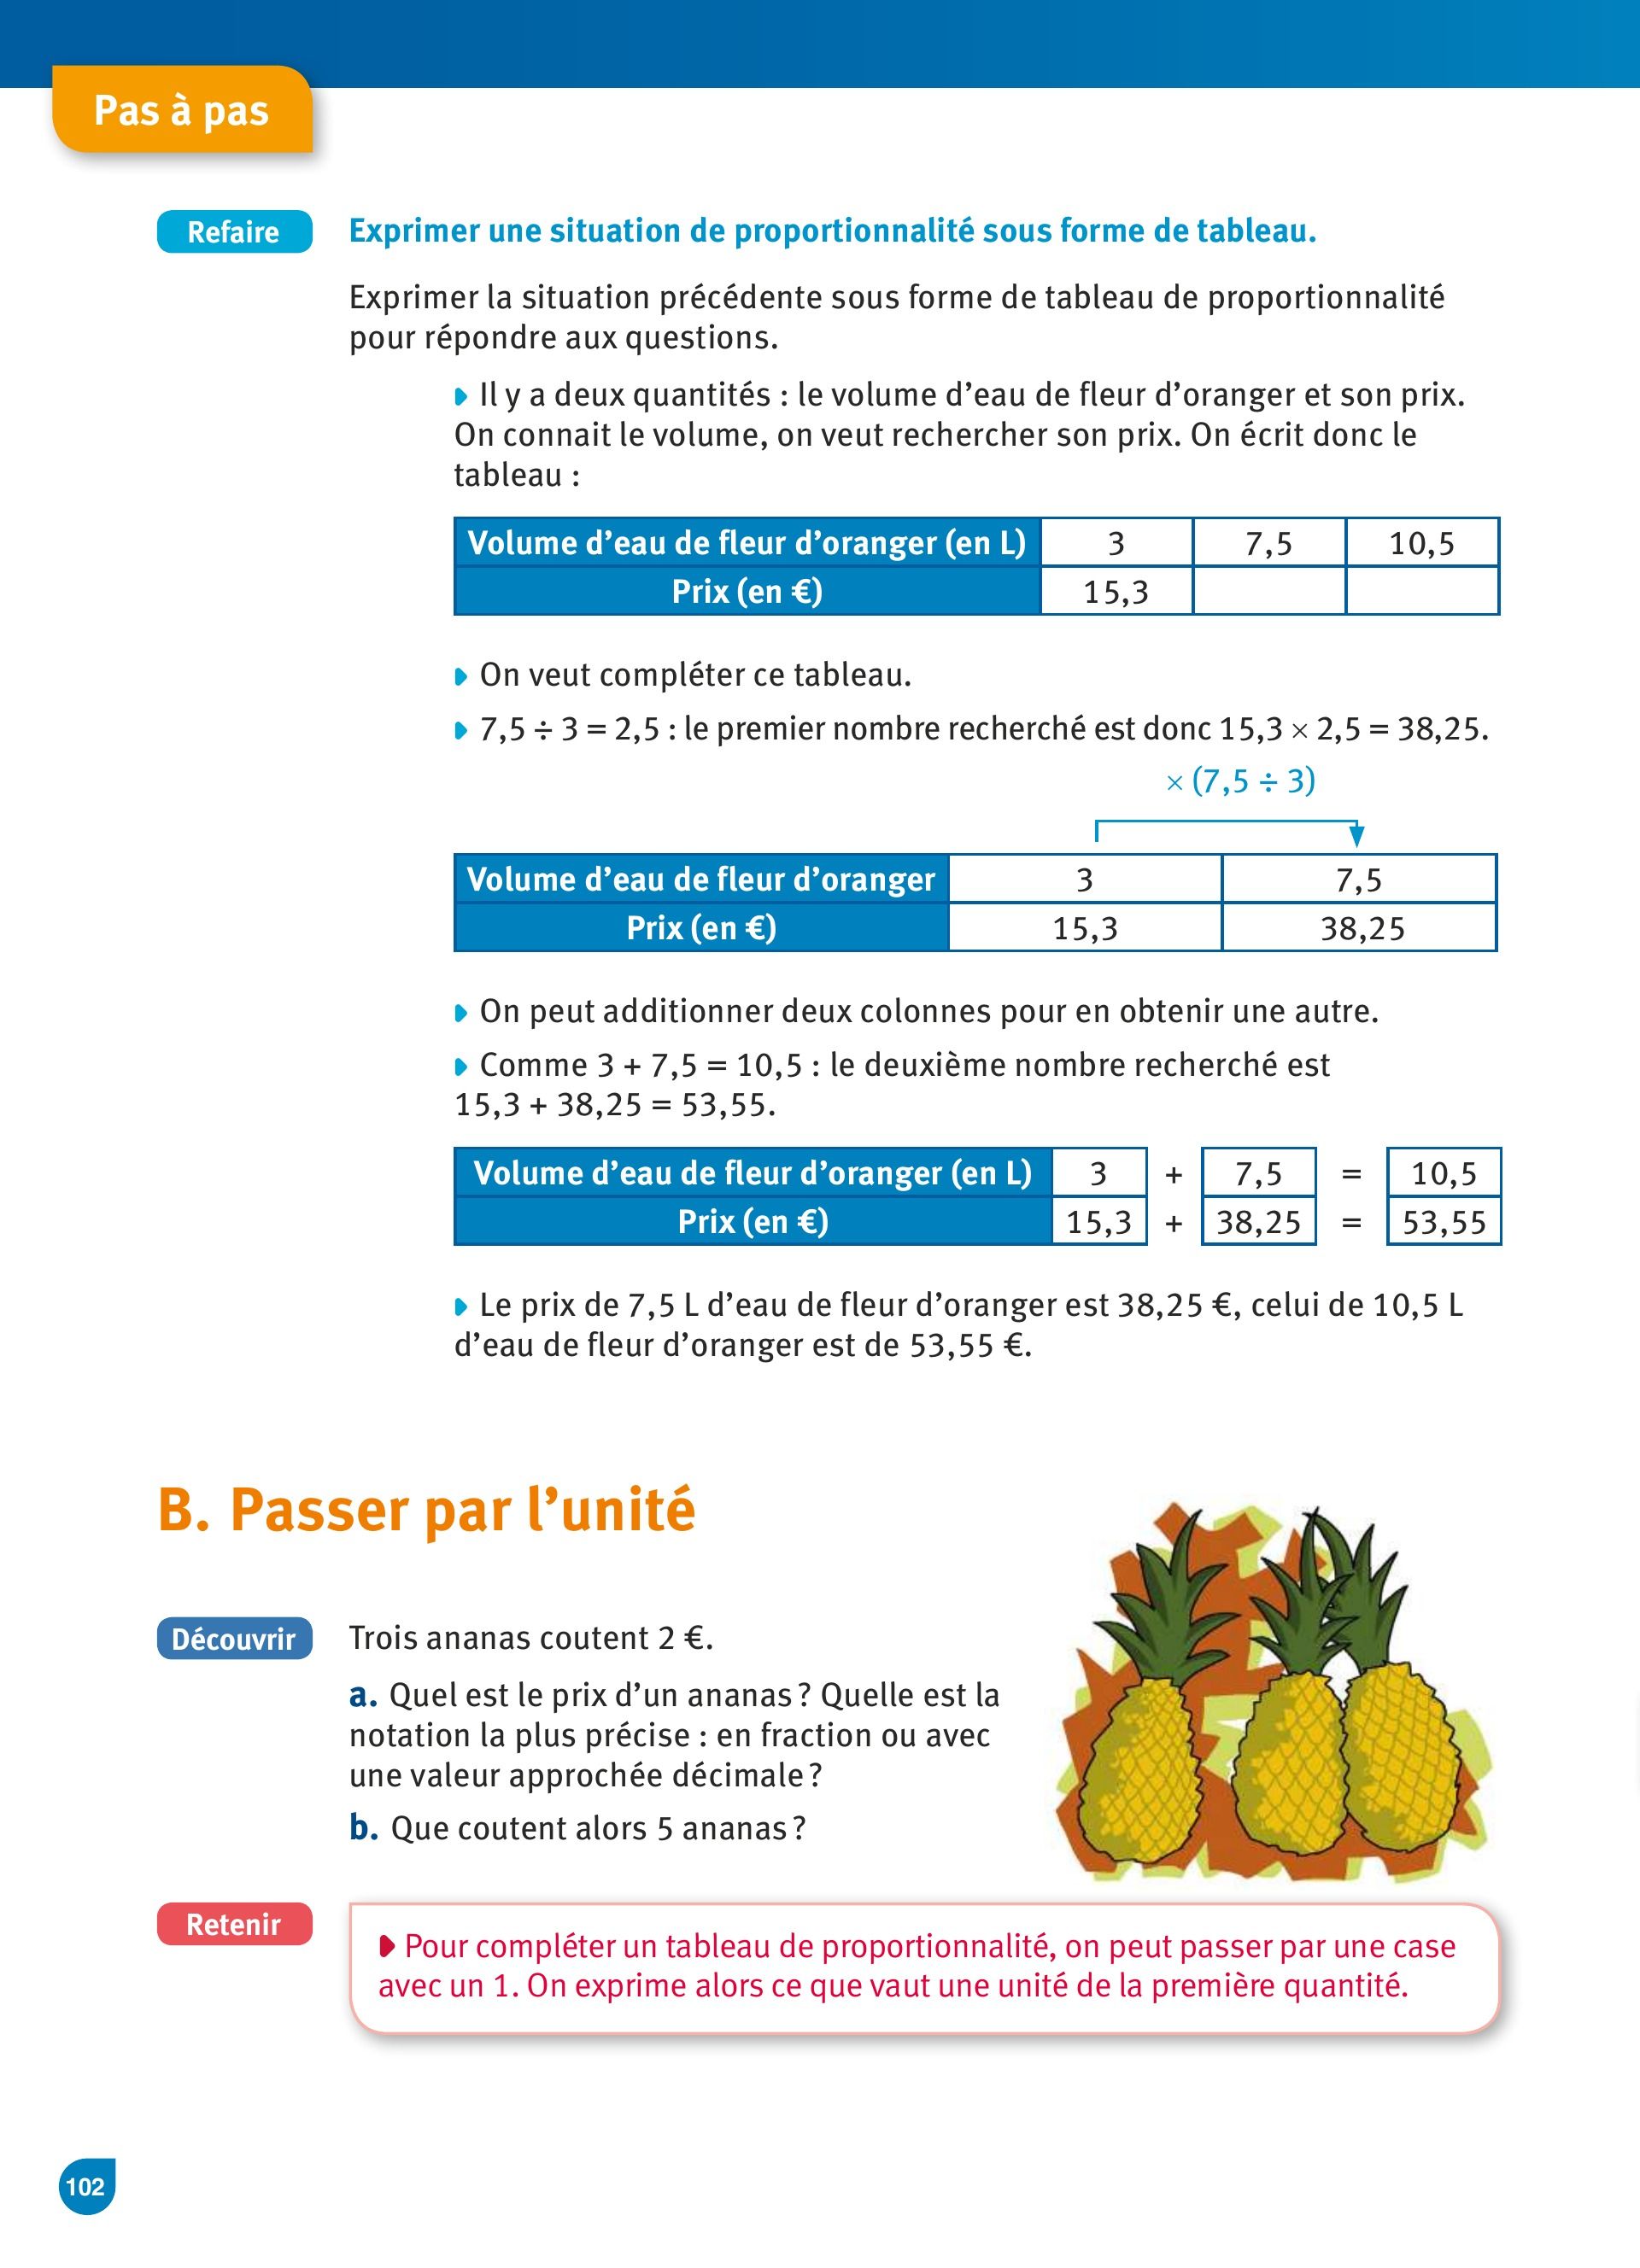 Pas à pas
Refaire
Exprimer une situation de proportionnalité sous forme de tableau.
Exprimer la situation précédente sous forme de tableau de proportionnalité
pour répondre aux questions.
Il y a deux quantités : le volume d’eau de fleur d’oranger et son prix.
On connait le volume, on veut rechercher son prix. On écrit donc le
tableau :
Volume d’eau de fleur d’oranger (en L) 3 7,5 10,5
Prix (en €) 15,3
On veut compléter ce tableau.
7,5 ÷ 3 = 2,5 : le premier nombre recherché est donc 15,3 × 2,5 = 38,25.
× (7,5 ÷ 3)
Volume d’eau de fleur d’oranger 3 7,5
Prix (en €) 15,3 38,25
On peut additionner deux colonnes pour en obtenir une autre.
Comme 3 + 7,5 = 10,5 : le deuxième nombre recherché est
15,3 + 38,25 = 53,55.
Volume d’eau de fleur d’oranger (en L) 3 + 7,5 = 10,5
Prix (en €) 15,3 + 38,25 = 53,55
Le prix de 7,5 L d’eau de fleur d’oranger est 38,25 €, celui de 10,5 L
d’eau de fleur d’oranger est de 53,55 €.
B. Passer par l’unité
Découvrir
Trois ananas coutent 2 €.
a. Quel est le prix d’un ananas ? Quelle est la
notation la plus précise : en fraction ou avec
une valeur approchée décimale ?
b. Que coutent alors 5 ananas ?
Retenir
Pour compléter un tableau de proportionnalité, on peut passer par une case
avec un 1. On exprime alors ce que vaut une unité de la première quantité.
102